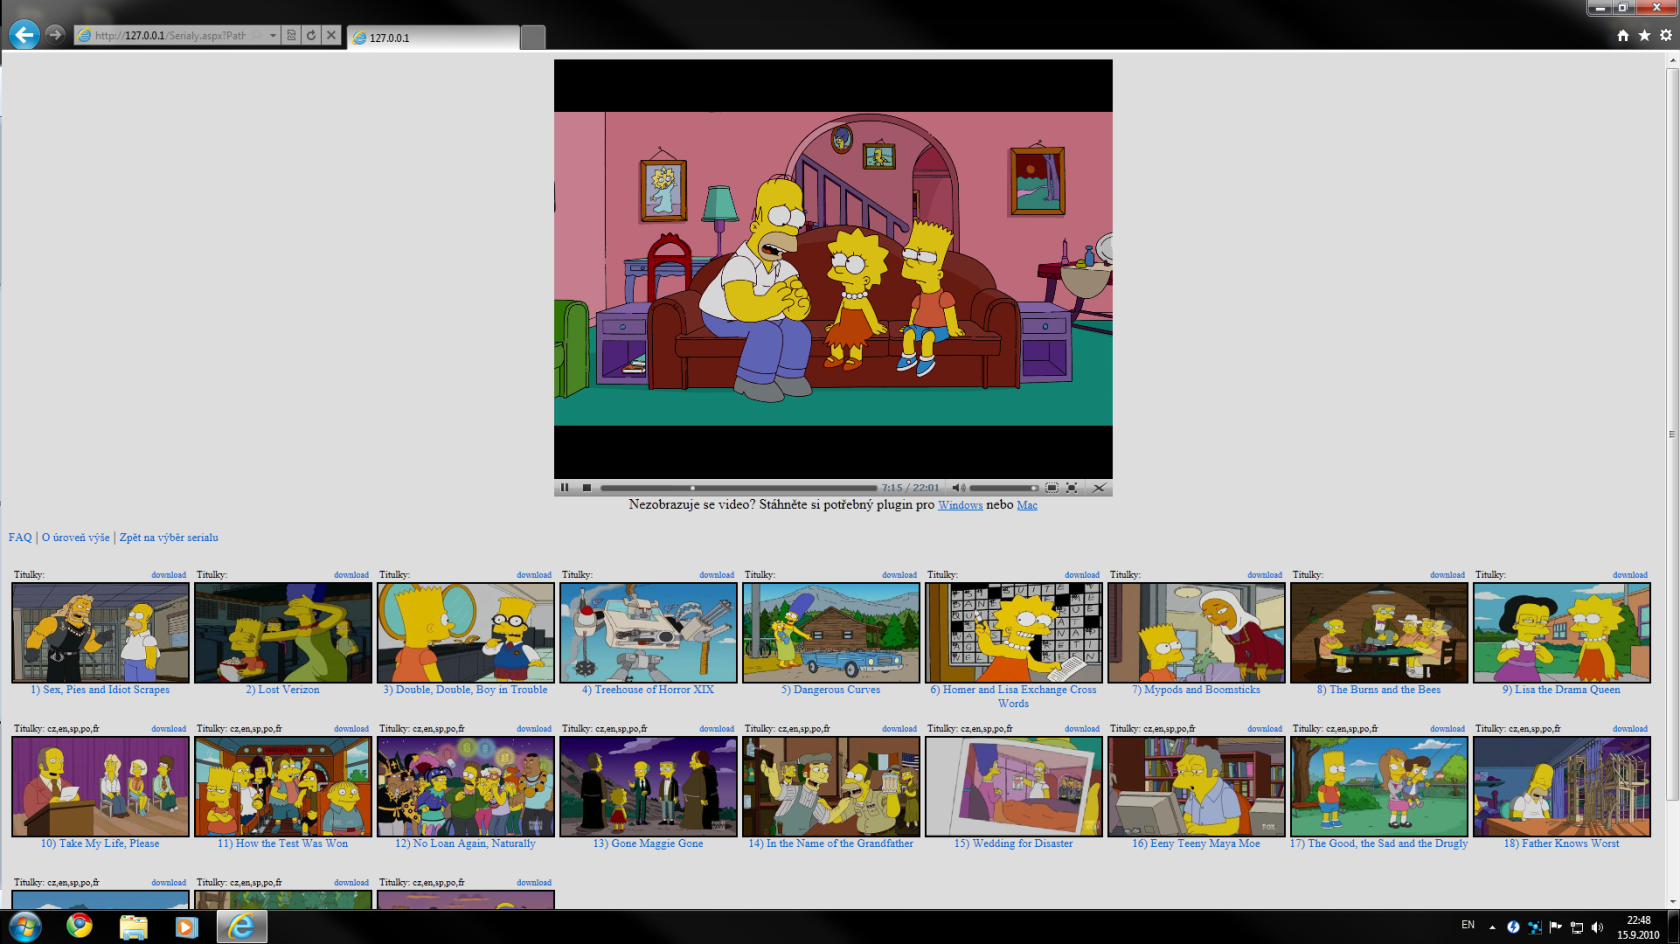 http://127.0.0.1/Serialy.aspx?Path
127.0.0.1
7:15 / 22:01
Nezobrazuje se video? Stáhněte si potřebný plugin pro Windows nebo Mac
FAQ | O úroveň výše | Zpět na výběr serialu
Titulky: download
Titulky: download
Titulky: download
Titulky: download
Titulky: download
Titulky: download
Titulky: download
Titulky: download
Titulky: download
1) Sex, Pies and Idiot Scrapes
2) Lost Verizon
3) Double, Double, Boy in Trouble
4) Treehouse of Horror XIX
5) Dangerous Curves
6) Homer and Lisa Exchange Cross
Words
7) Mypods and Boomsticks
8) The Burns and the Bees
9) Lisa the Drama Queen
Titulky: cz,en,sp,po,fr download
Titulky: cz,en,sp,po,fr download
Titulky: cz,en,sp,po,fr download
Titulky: cz,en,sp,po,fr download
Titulky: cz,en,sp,po,fr download
Titulky: cz,en,sp,po,fr download
Titulky: cz,en,sp,po,fr download
Titulky: cz,en,sp,po,fr download
Titulky: cz,en,sp,po,fr download
10) Take My Life, Please
11) How the Test Was Won
12) No Loan Again, Naturally
13) Gone Maggie Gone
14) In the Name of the Grandfather
15) Wedding for Disaster
16) Eeny Teeny Maya Moe
17) The Good, the Sad and the Drugly
18) Father Knows Worst
Titulky: cz,en,sp,po,fr download
Titulky: cz,en,sp,po,fr download
Titulky: cz,en,sp,po,fr download
EN
22:48
15.9.2010